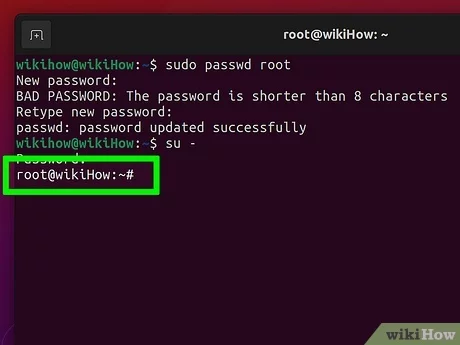 root@wikiHow: ~
wikihow@wikiHow:~$ sudo passwd root
New password:
BAD PASSWORD: The password is shorter than 8 characters
Retype new password:
passwd: password updated successfully
wikihow@wikiHow:~$ su -
Password:
root@wikiHow:~#
wikiHow